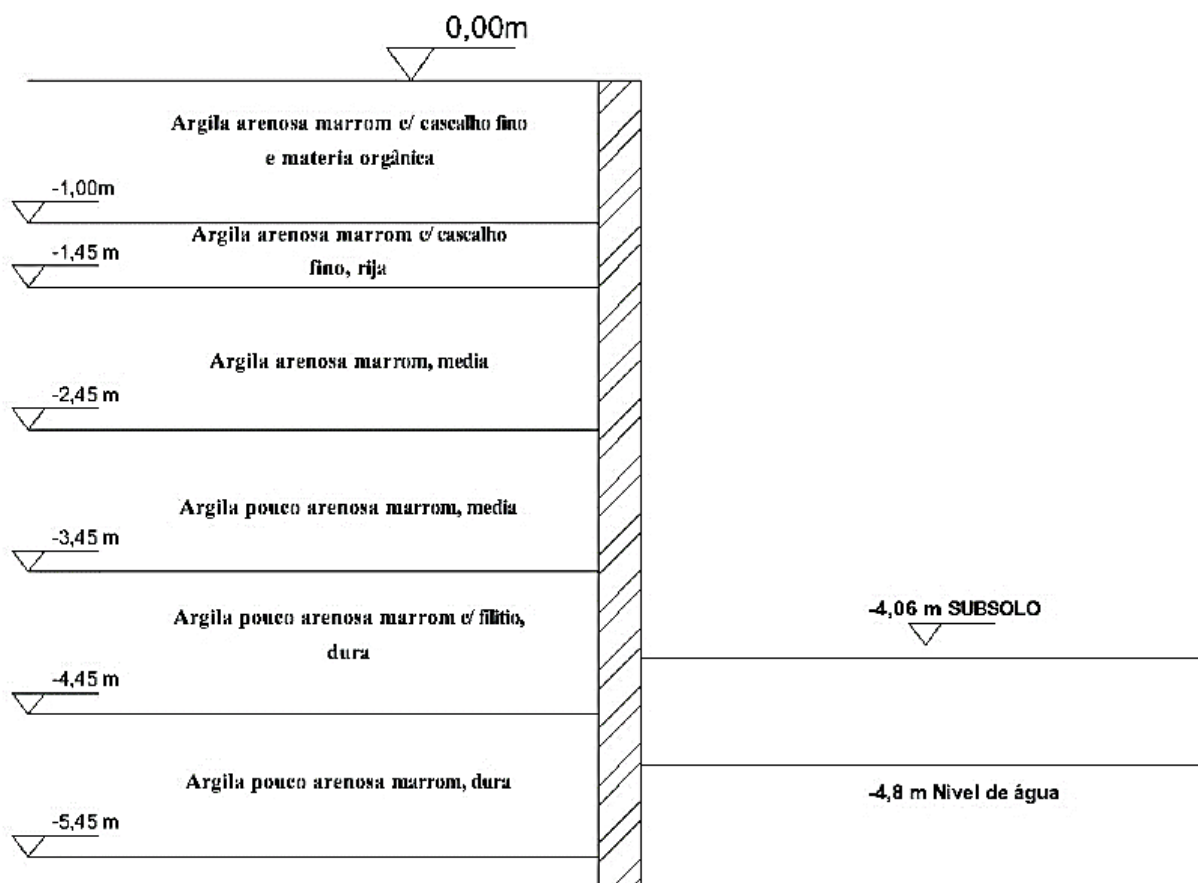 0,00m
Argila arenosa marrom c/ cascalho fino
e materia orgânica
-1,00m
Argila arenosa marrom c/ cascalho
fino, rija
-1,45 m
Argila arenosa marrom, media
-2,45 m
Argila pouco arenosa marrom, media
-3,45 m
Argila pouco arenosa marrom c/ filitio,
dura
-4,06 m SUBSOLO
-4,45 m
Argila pouco arenosa marrom, dura
-4,8 m Nivel de água
-5,45 m